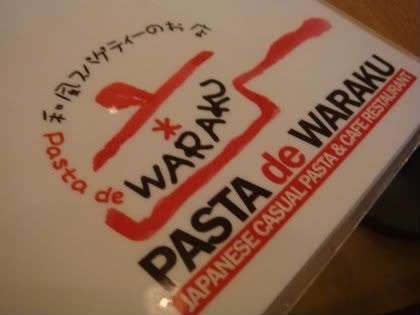 和風スパゲティーのお
pasta de
WARAKU
PASTA de WARAKU
JAPANESE CASUAL PASTA & CAFE RESTAURANT